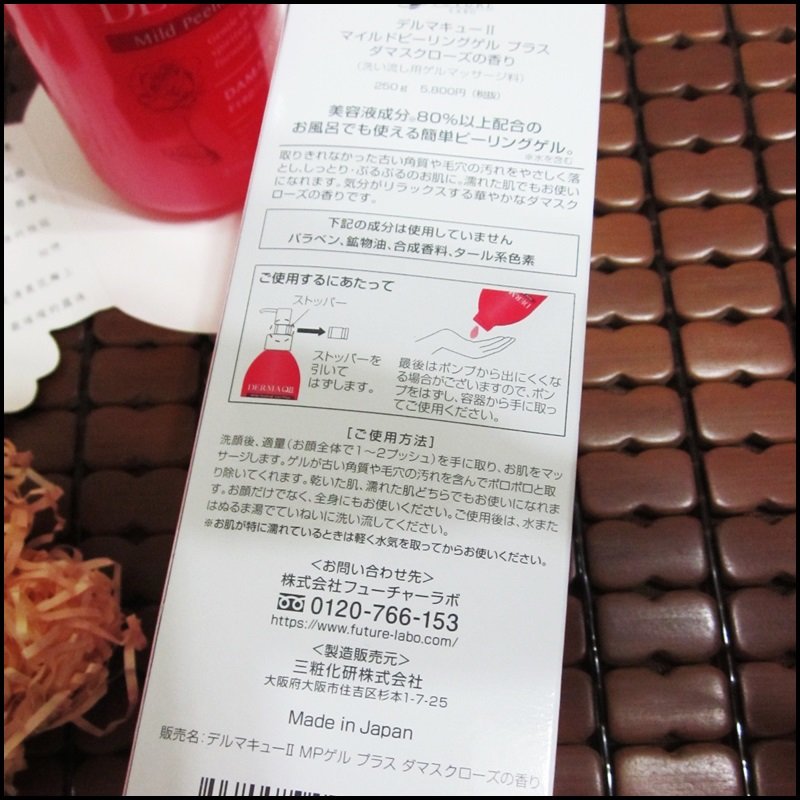 Mild Peelin
DAM
デルマキューⅡ
マイルドピーリングゲル プラス
ダマスクローズの香り
(洗い流し用ゲルマッサージ料)
250g 5,800円(税抜)
美容液成分※80%以上配合の
お風呂でも使える簡単ピーリングゲル。
※水を含む
取りきれなかった古い角質や毛穴の汚れをやさしく落
とし、しっとり・ぷるぷるのお肌に。濡れた肌でもお使い
になれます。気分がリラックスする華やかなダマスク
ローズの香りです。
下記の成分は使用していません
パラベン、鉱物油、合成香料、タール系色素
ご使用するにあたって
ストッパー
ストッパーを
引いて
はずします。
DERMAQⅡ
DERMA
最後はポンプから出にくくな
る場合がございますので、ポン
プをはずし、容器から手に取っ
てご使用ください。
[ご使用方法]
洗顔後、適量(お顔全体で1〜2プッシュ)を手に取り、お肌をマッ
サージします。ゲルが古い角質や毛穴の汚れを含んでポロポロと取
り除いてくれます。乾いた肌、濡れた肌どちらでもお使いになれま
す。お顔だけでなく、全身にもお使いください。ご使用後は、水また
はぬるま湯でていねいに洗い流してください。
※お肌が特に濡れているときは軽く水気を取ってからお使いください。
<お問い合わせ先>
株式会社フューチャーラボ
0120-766-153
https://www.future-labo.com/
<製造販売元>
三粧化研株式会社
大阪府大阪市住吉区杉本1-7-25
Made in Japan
販売名:デルマキューⅡ MPゲル プラス ダマスクローズの香り